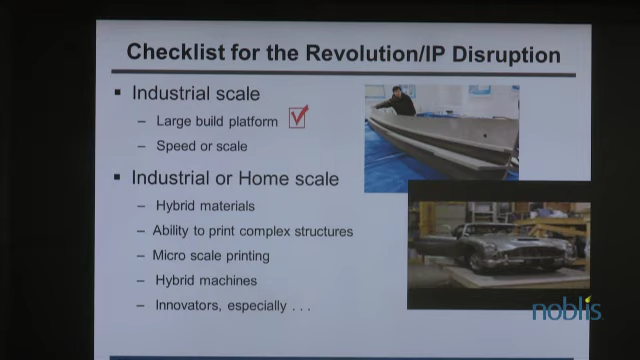 Checklist for the Revolution/IP Disruption
▪ Industrial scale
– Large build platform
– Speed or scale
▪ Industrial or Home scale
– Hybrid materials
– Ability to print complex structures
– Micro scale printing
– Hybrid machines
– Innovators, especially . . .
noblis